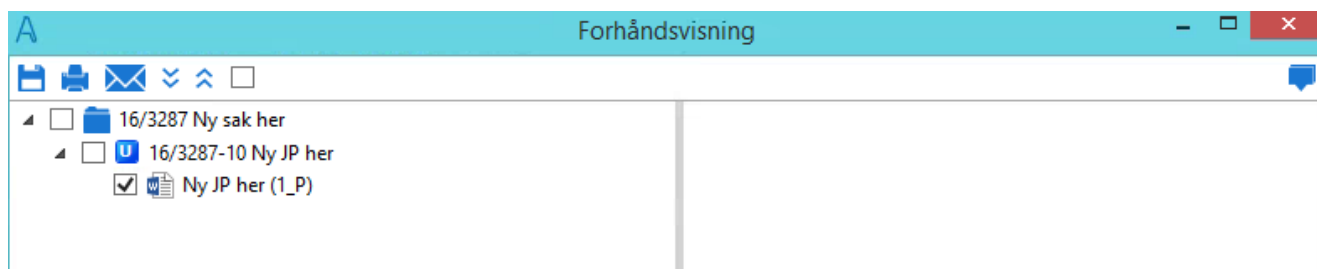 Forhåndsvisning
16/3287 Ny sak her
U 16/3287-10 Ny JP her
Ny JP her (1_P)